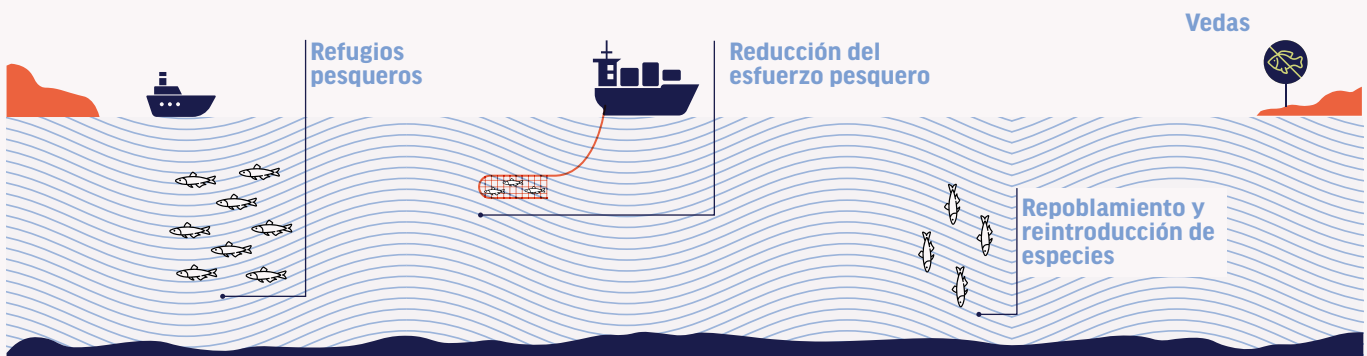 Refugios
pesqueros
Reducción del
esfuerzo pesquero
Vedas
Repoblamiento y
reintroducción de
especies